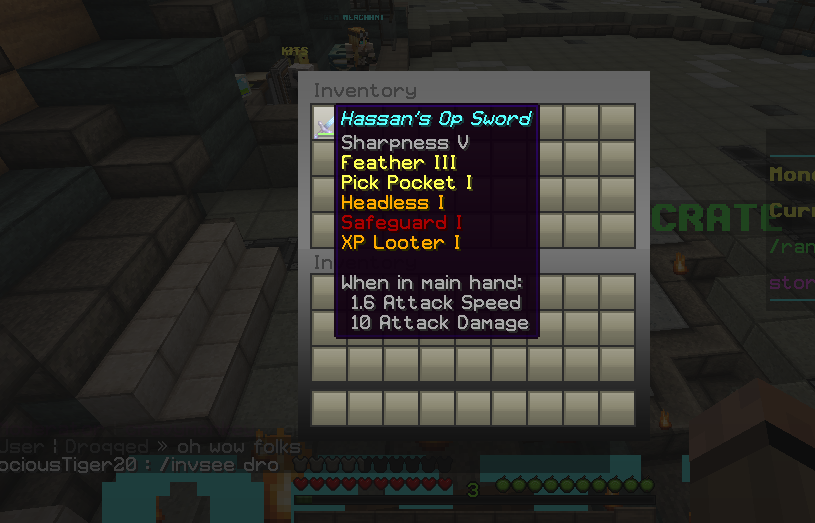 KITS
Inventory
Hassan's Op Sword
Sharpness V
Feather III
Pick Pocket I
Headless I
Safeguard I
XP Looter I
When in main hand:
1.6 Attack Speed
10 Attack Damage
In
CRATE
Mone
Curr
/ran
stor
User | Drogged » oh wow folks
ociousTiger20 : /invsee dro
3